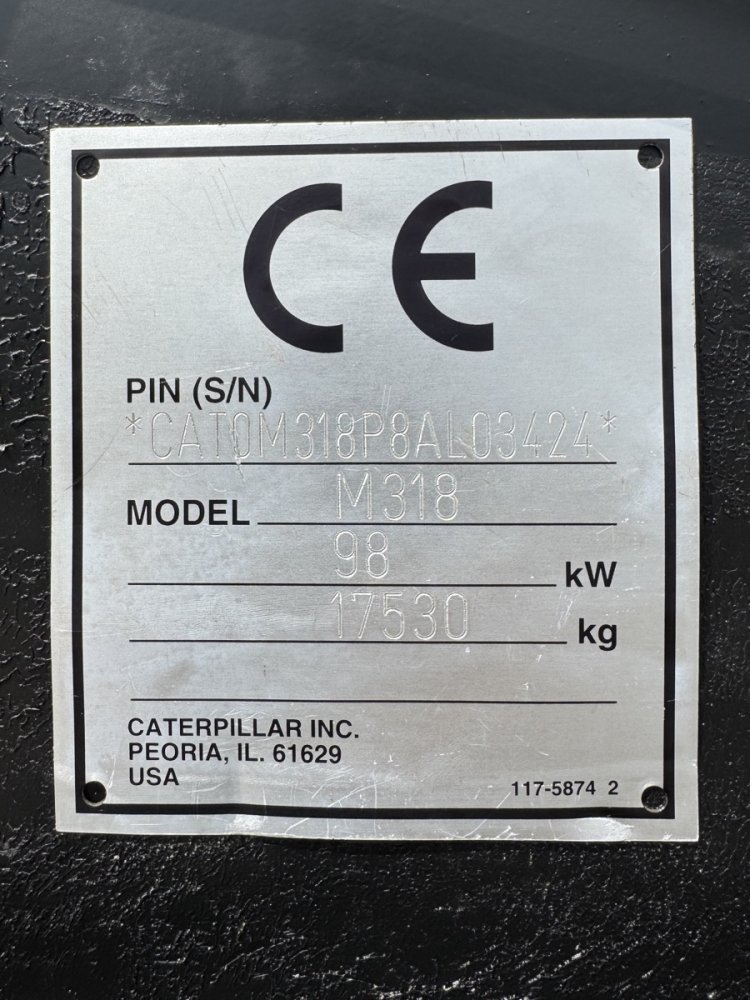 CE
PIN (S/N)
*CAT0M318P8AL03424*
MODEL M318
98 kW
17530 kg
CATERPILLAR INC.
PEORIA, IL. 61629
USA
117-5874 2